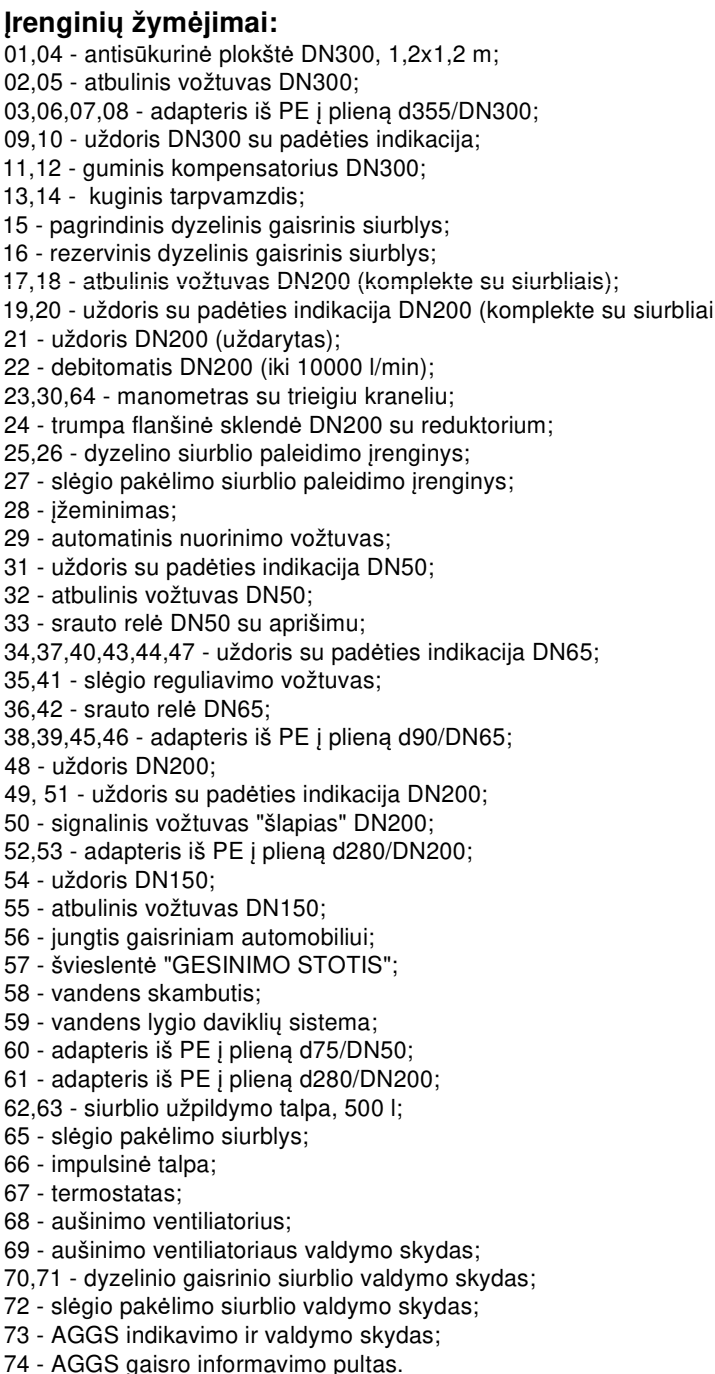 Įrenginių žymėjimai:
01,04 - antisūkurinė plokštė DN300, 1,2x1,2 m;
02,05 - atbulinis vožtuvas DN300;
03,06,07,08 - adapteris iš PE į plieną d355/DN300;
09,10 - uždoris DN300 su padėties indikacija;
11,12 - guminis kompensatorius DN300;
13,14 - kuginis tarpvamzdis;
15 - pagrindinis dyzelinis gaisrinis siurblys;
16 - rezervinis dyzelinis gaisrinis siurblys;
17,18 - atbulinis vožtuvas DN200 (komplekte su siurbliais);
19,20 - uždoris su padėties indikacija DN200 (komplekte su siurbliai
21 - uždoris DN200 (uždarytas);
22 - debitomatis DN200 (iki 10000 l/min);
23,30,64 - manometras su trieigiu kraneliu;
24 - trumpa flanšinė sklendė DN200 su reduktorium;
25,26 - dyzelino siurblio paleidimo įrenginys;
27 - slėgio pakėlimo siurblio paleidimo įrenginys;
28 - įžeminimas;
29 - automatinis nuorinimo vožtuvas;
31 - uždoris su padėties indikacija DN50;
32 - atbulinis vožtuvas DN50;
33 - srauto relė DN50 su aprišimu;
34,37,40,43,44,47 - uždoris su padėties indikacija DN65;
35,41 - slėgio reguliavimo vožtuvas;
36,42 - srauto relė DN65;
38,39,45,46 - adapteris iš PE į plieną d90/DN65;
48 - uždoris DN200;
49, 51 - uždoris su padėties indikacija DN200;
50 - signalinis vožtuvas "šlapias" DN200;
52,53 - adapteris iš PE į plieną d280/DN200;
54 - uždoris DN150;
55 - atbulinis vožtuvas DN150;
56 - jungtis gaisriniam automobiliui;
57 - švieslentė "GESINIMO STOTIS";
58 - vandens skambutis;
59 - vandens lygio daviklių sistema;
60 - adapteris iš PE į plieną d75/DN50;
61 - adapteris iš PE į plieną d280/DN200;
62,63 - siurblio užpildymo talpa, 500 l;
65 - slėgio pakėlimo siurblys;
66 - impulsinė talpa;
67 - termostatas;
68 - aušinimo ventiliatorius;
69 - aušinimo ventiliatoriaus valdymo skydas;
70,71 - dyzelinio gaisrinio siurblio valdymo skydas;
72 - slėgio pakėlimo siurblio valdymo skydas;
73 - AGGS indikavimo ir valdymo skydas;
74 - AGGS gaisro informavimo pultas.